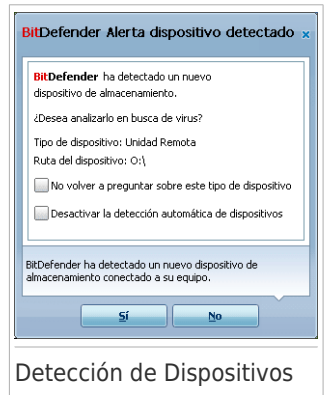 BitDefender Alerta dispositivo detectado x
BitDefender ha detectado un nuevo
dispositivo de almacenamiento.
¿Desea analizarlo en busca de virus?
Tipo de dispositivo: Unidad Remota
Ruta del dispositivo: O:\
No volver a preguntar sobre este tipo de dispositivo
Desactivar la detección automática de dispositivos
BitDefender ha detectado un nuevo dispositivo de
almacenamiento conectado a su equipo.
Sí No
Detección de Dispositivos